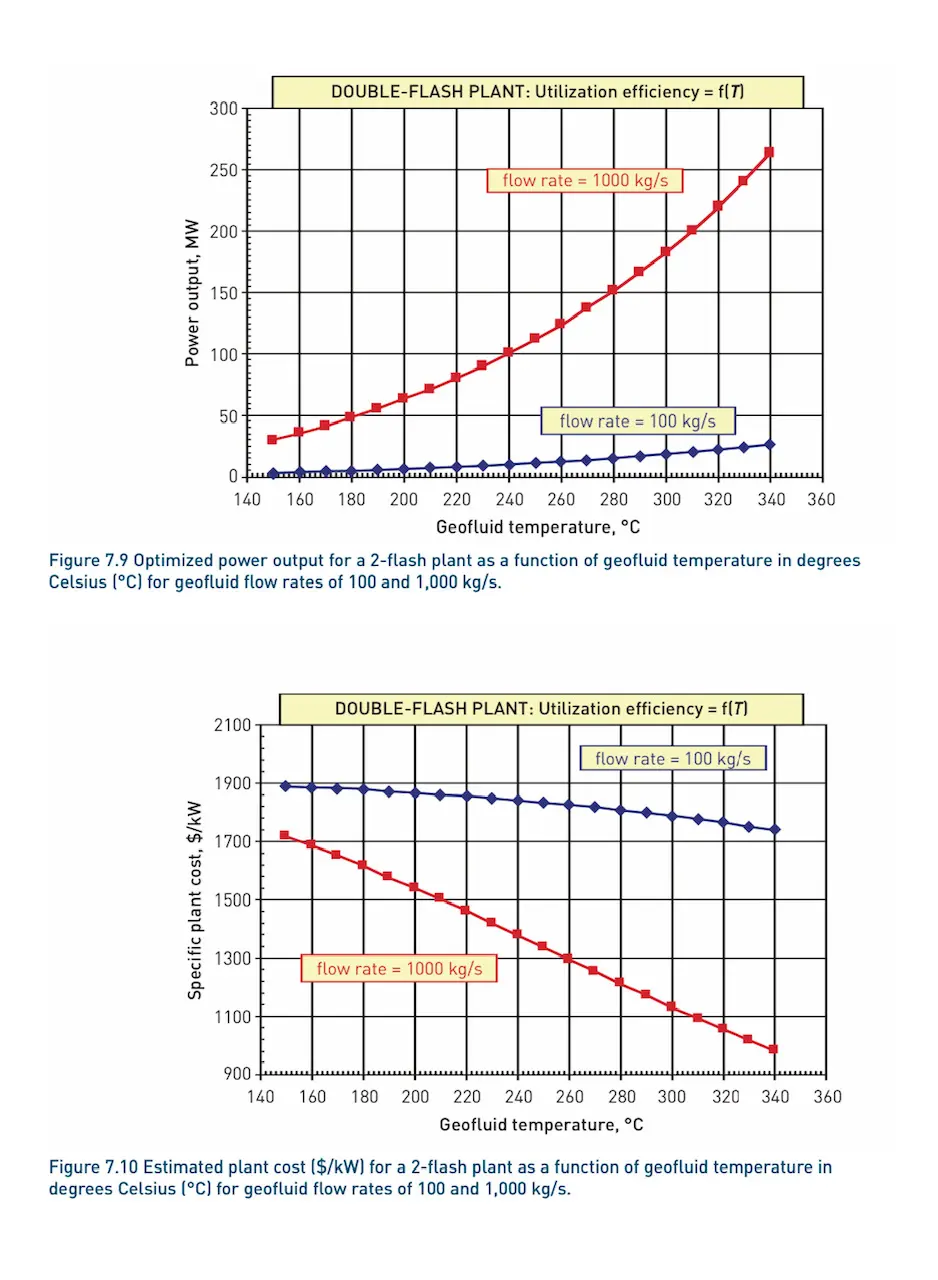 DOUBLE-FLASH PLANT: Utilization efficiency = f(T)
300
250
200
150
100
50
0
Power output, MW
flow rate = 1000 kg/s
flow rate = 100 kg/s
140 160 180 200 220 240 260 280 300 320 340 360
Geofluid temperature, °C
Figure 7.9 Optimized power output for a 2-flash plant as a function of geofluid temperature in degrees
Celsius (°C) for geofluid flow rates of 100 and 1,000 kg/s.
DOUBLE-FLASH PLANT: Utilization efficiency = f(T)
2100
1900
1700
1500
1300
1100
900
Specific plant cost, $/kW
flow rate = 100 kg/s
flow rate = 1000 kg/s
140 160 180 200 220 240 260 280 300 320 340 360
Geofluid temperature, °C
Figure 7.10 Estimated plant cost ($/kW) for a 2-flash plant as a function of geofluid temperature in
degrees Celsius (°C) for geofluid flow rates of 100 and 1,000 kg/s.